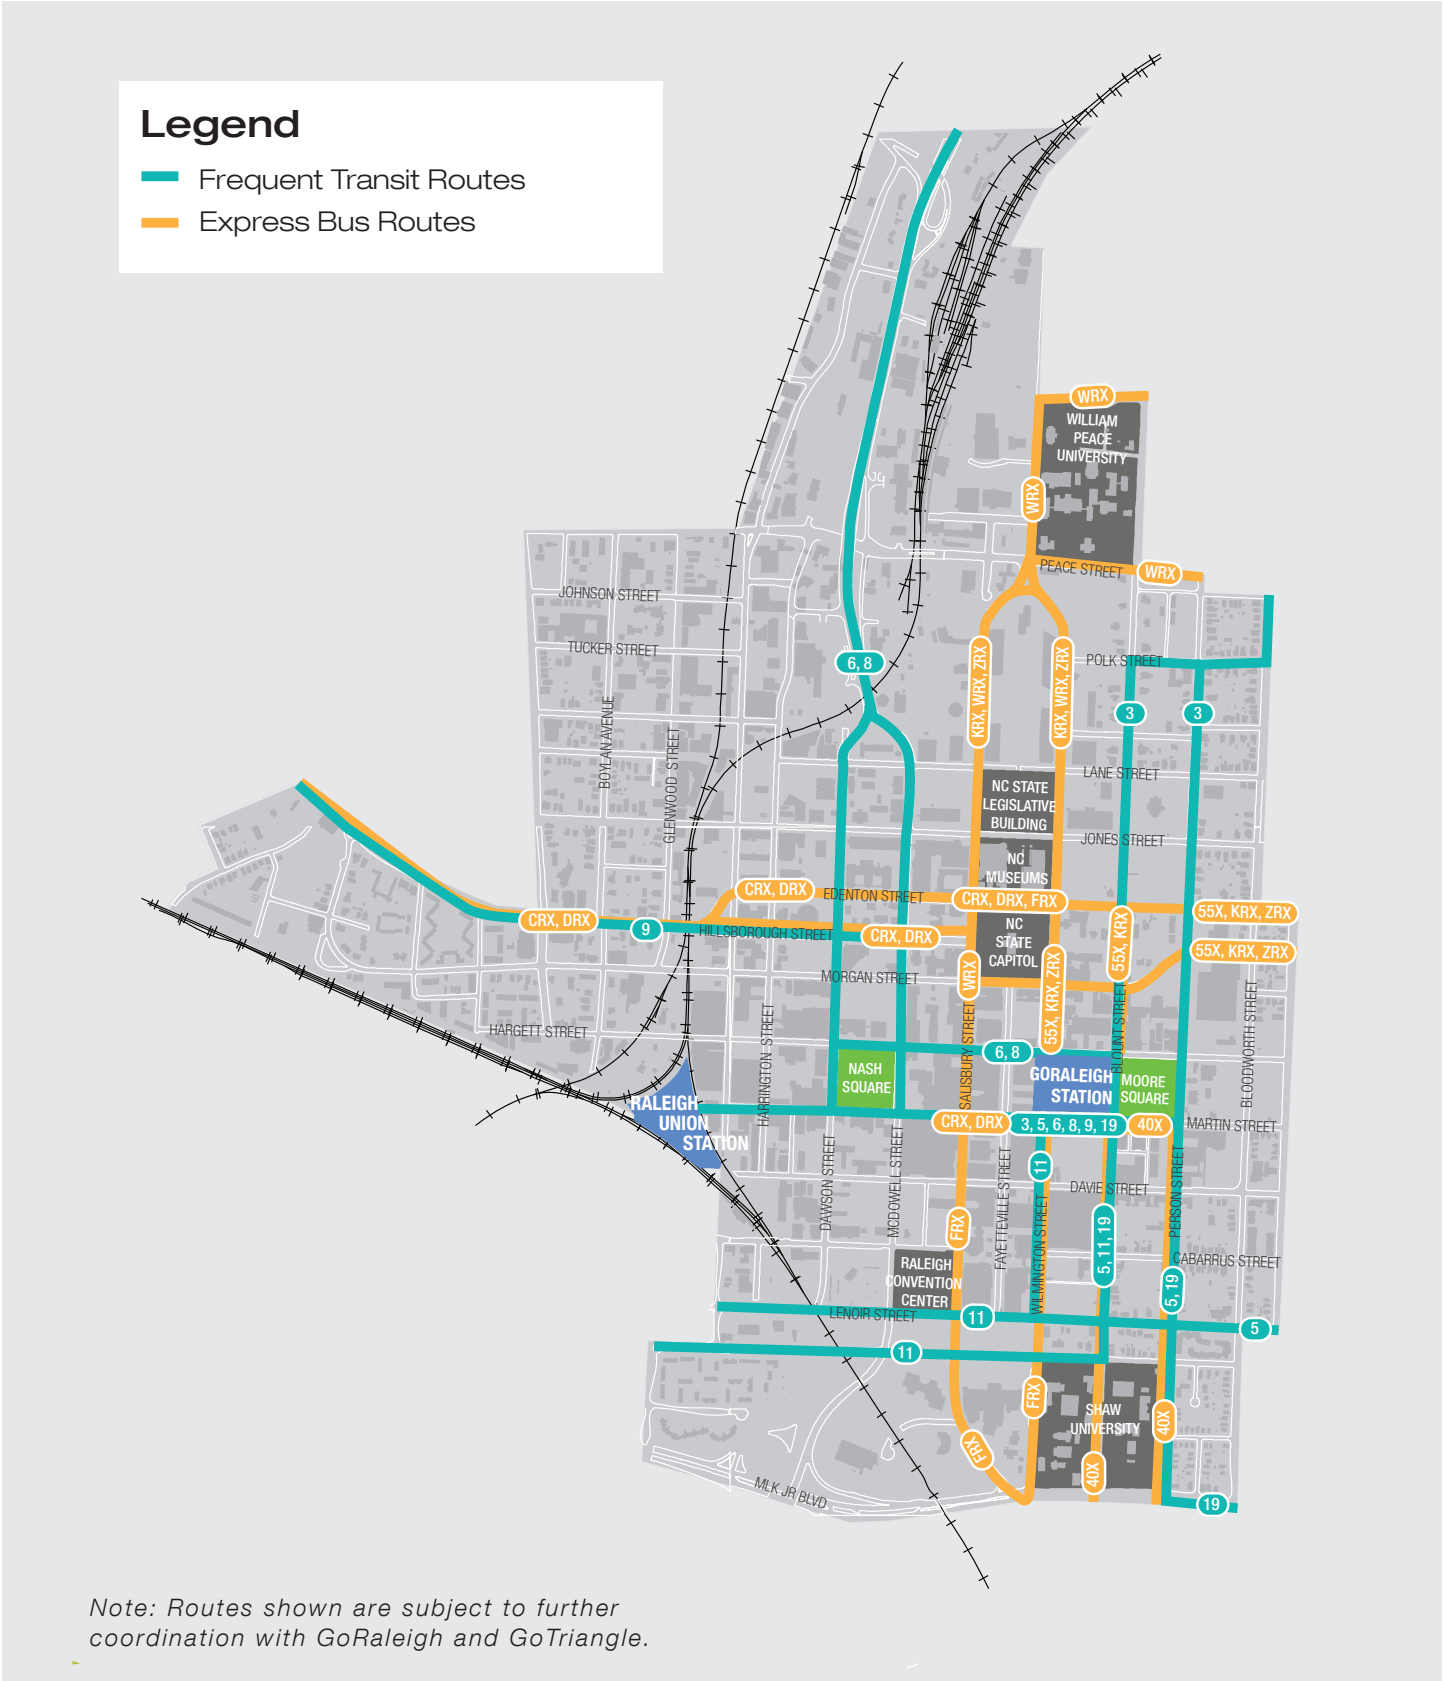 Legend
Frequent Transit Routes
Express Bus Routes
WRX
WILLIAM
PEACE
UNIVERSITY
WRX
PEACE STREET
WRX
JOHNSON STREET
TUCKER STREET
6, 8
KRX, WRX, ZRX
KRX, WRX, ZRX
POLK STREET
3
3
BOYLAN AVENUE
GLENWOOD STREET
LANE STREET
NC STATE
LEGISLATIVE
BUILDING
JONES STREET
NC
MUSEUMS
CRX, DRX
EDENTON STREET
CRX, DRX, FRX
55X, KRX, ZRX
CRX, DRX
9
HILLSBOROUGH STREET
CRX, DRX
NC
STATE
CAPITOL
55X, KRX
55X, KRX, ZRX
MORGAN STREET
WRX
55X, KRX, ZRX
HARGETT STREET
HARRINGTON STREET
SALISBURY STREET
BLOUNT STREET
BLOODWORTH STREET
6, 8
NASH
SQUARE
GORALEIGH
STATION
MOORE
SQUARE
RALEIGH
UNION
STATION
CRX, DRX
3, 5, 6, 8, 9, 19
40X
MARTIN STREET
DAWSON STREET
MCDOWELL STREET
FAYETTEVILLE STREET
11
WILMINGTON STREET
DAVIE STREET
PERSON STREET
FRX
5, 11, 19
CABARRUS STREET
RALEIGH
CONVENTION
CENTER
5, 19
LENOIR STREET
11
5
11
FRX
SHAW
UNIVERSITY
40X
FRX
40X
MLK JR BLVD
19
Note: Routes shown are subject to further
coordination with GoRaleigh and GoTriangle.